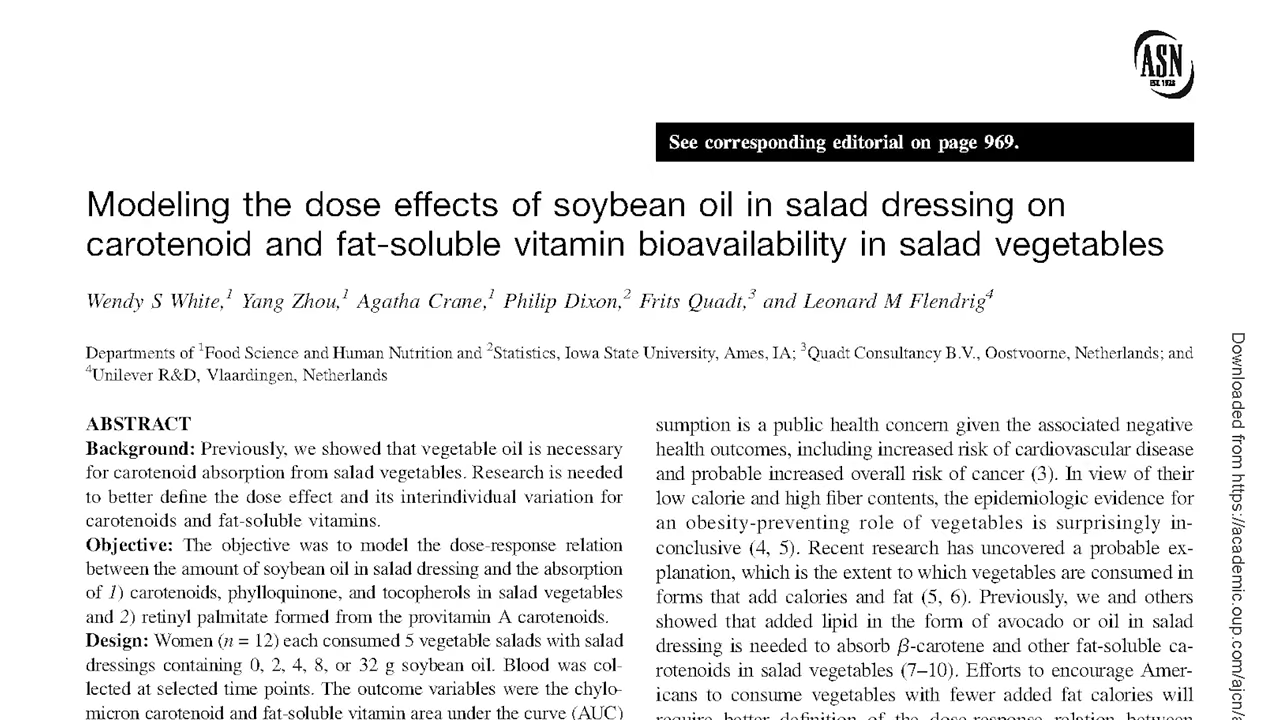 ASN
EST. 1928
See corresponding editorial on page 969.
Modeling the dose effects of soybean oil in salad dressing on
carotenoid and fat-soluble vitamin bioavailability in salad vegetables
Wendy S White,1 Yang Zhou,1 Agatha Crane,1 Philip Dixon,2 Frits Quadt,3 and Leonard M Flendrig4
Departments of 1Food Science and Human Nutrition and 2Statistics, Iowa State University, Ames, IA; 3Quadt Consultancy B.V., Oostvoorne, Netherlands; and
4Unilever R&D, Vlaardingen, Netherlands
ABSTRACT
Background: Previously, we showed that vegetable oil is necessary
for carotenoid absorption from salad vegetables. Research is needed
to better define the dose effect and its interindividual variation for
carotenoids and fat-soluble vitamins.
Objective: The objective was to model the dose-response relation
between the amount of soybean oil in salad dressing and the absorption
of 1) carotenoids, phylloquinone, and tocopherols in salad vegetables
and 2) retinyl palmitate formed from the provitamin A carotenoids.
Design: Women (n = 12) each consumed 5 vegetable salads with salad
dressings containing 0, 2, 4, 8, or 32 g soybean oil. Blood was col-
lected at selected time points. The outcome variables were the chylo-
micron carotenoid and fat-soluble vitamin area under the curve (AUC)
sumption is a public health concern given the associated negative
health outcomes, including increased risk of cardiovascular disease
and probable increased overall risk of cancer (3). In view of their
low calorie and high fiber contents, the epidemiologic evidence for
an obesity-preventing role of vegetables is surprisingly in-
conclusive (4, 5). Recent research has uncovered a probable ex-
planation, which is the extent to which vegetables are consumed in
forms that add calories and fat (5, 6). Previously, we and others
showed that added lipid in the form of avocado or oil in salad
dressing is needed to absorb β-carotene and other fat-soluble ca-
rotenoids in salad vegetables (7–10). Efforts to encourage Amer-
icans to consume vegetables with fewer added fat calories will
require better definition of the dose-response relation between
Downloaded from https://academic.oup.com/ajcn/a